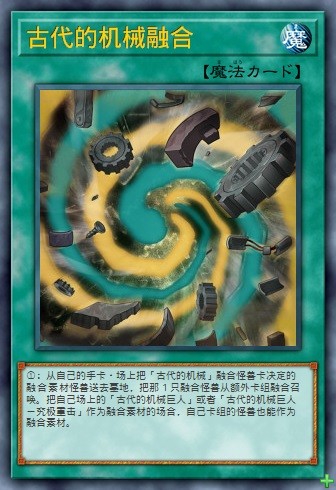 古代的机械融合
魔
【魔法カード】
①：从自己的手卡·场上把「古代的机械」融合怪兽卡决定的
融合素材怪兽送去墓地，把那1只融合怪兽从额外卡组融合召
唤。把自己场上的「古代的机械巨人」或者「古代的机械巨人
－究极重击」作为融合素材的场合，自己卡组的怪兽也能作为
融合素材。